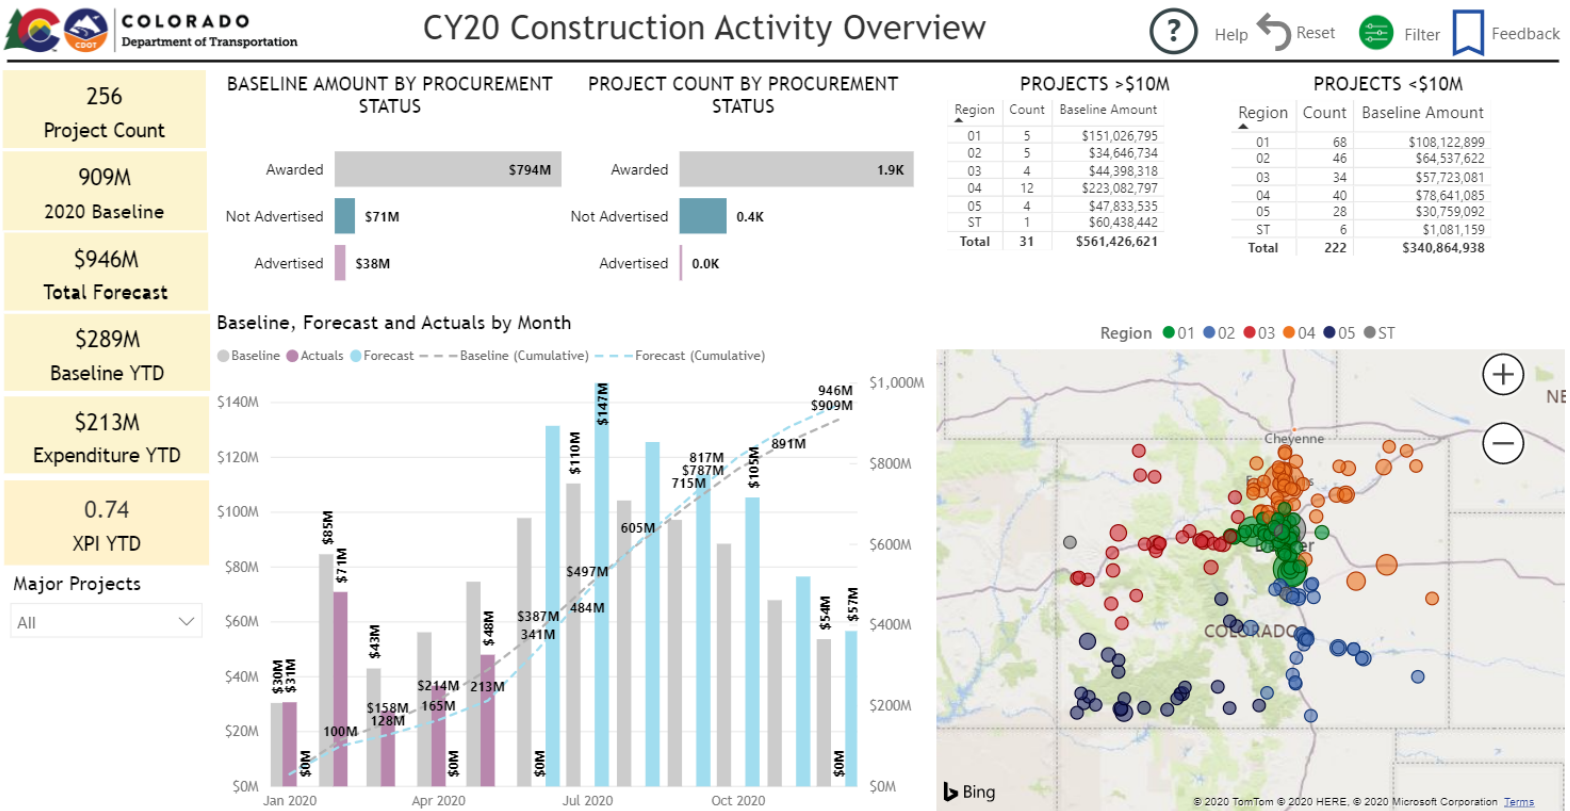 COLORADO
Department of Transportation
CDOT
CY20 Construction Activity Overview
?
Help
Reset
Filter
Feedback
256
Project Count
909M
2020 Baseline
$946M
Total Forecast
$289M
Baseline YTD
$213M
Expenditure YTD
0.74
XPI YTD
Major Projects
All
BASELINE AMOUNT BY PROCUREMENT
STATUS
Awarded $794M
Not Advertised $71M
Advertised $38M
PROJECT COUNT BY PROCUREMENT
STATUS
Awarded 1.9K
Not Advertised 0.4K
Advertised 0.0K
PROJECTS >$10M
Region Count Baseline Amount
01 5 $151,026,795
02 5 $34,646,734
03 4 $44,398,318
04 12 $223,082,797
05 4 $47,833,535
ST 1 $60,438,442
Total 31 $561,426,621
PROJECTS <$10M
Region Count Baseline Amount
01 68 $108,122,899
02 46 $64,537,622
03 34 $57,723,081
04 40 $78,641,085
05 28 $30,759,092
ST 6 $1,081,159
Total 222 $340,864,938
Baseline, Forecast and Actuals by Month
Baseline Actuals Forecast Baseline (Cumulative) Forecast (Cumulative)
$140M
$120M
$100M
$80M
$60M
$40M
$20M
$0M
$1,000M
$800M
$600M
$400M
$200M
$0M
$30M
$31M
$0M
$85M
$71M
$43M
$0M
$48M
$0M
$110M
$147M
$105M
$54M
$0M
$57M
100M
$158M
128M
$214M
165M
213M
$387M
341M
$497M
484M
605M
817M
$787M
715M
891M
946M
$909M
Jan 2020
Apr 2020
Jul 2020
Oct 2020
Region 01 02 03 04 05 ST
NE
Cheyenne
COLORADO
Bing
© 2020 TomTom © 2020 HERE, © 2020 Microsoft Corporation Terms